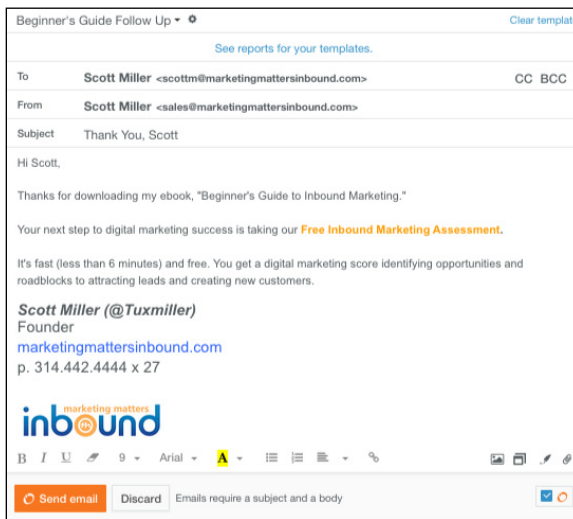 Beginner's Guide Follow Up
Clear templat
See reports for your templates.
To Scott Miller <scottm@marketingmattersinbound.com> CC BCC
From Scott Miller <sales@marketingmattersinbound.com>
Subject Thank You, Scott
Hi Scott,
Thanks for downloading my ebook, "Beginner's Guide to Inbound Marketing."
Your next step to digital marketing success is taking our Free Inbound Marketing Assessment.
It's fast (less than 6 minutes) and free. You get a digital marketing score identifying opportunities and
roadblocks to attracting leads and creating new customers.
Scott Miller (@Tuxmiller)
Founder
marketingmattersinbound.com
p. 314.442.4444 x 27
marketing matters
inbound
B I U 9 Arial A
Send email Discard Emails require a subject and a body